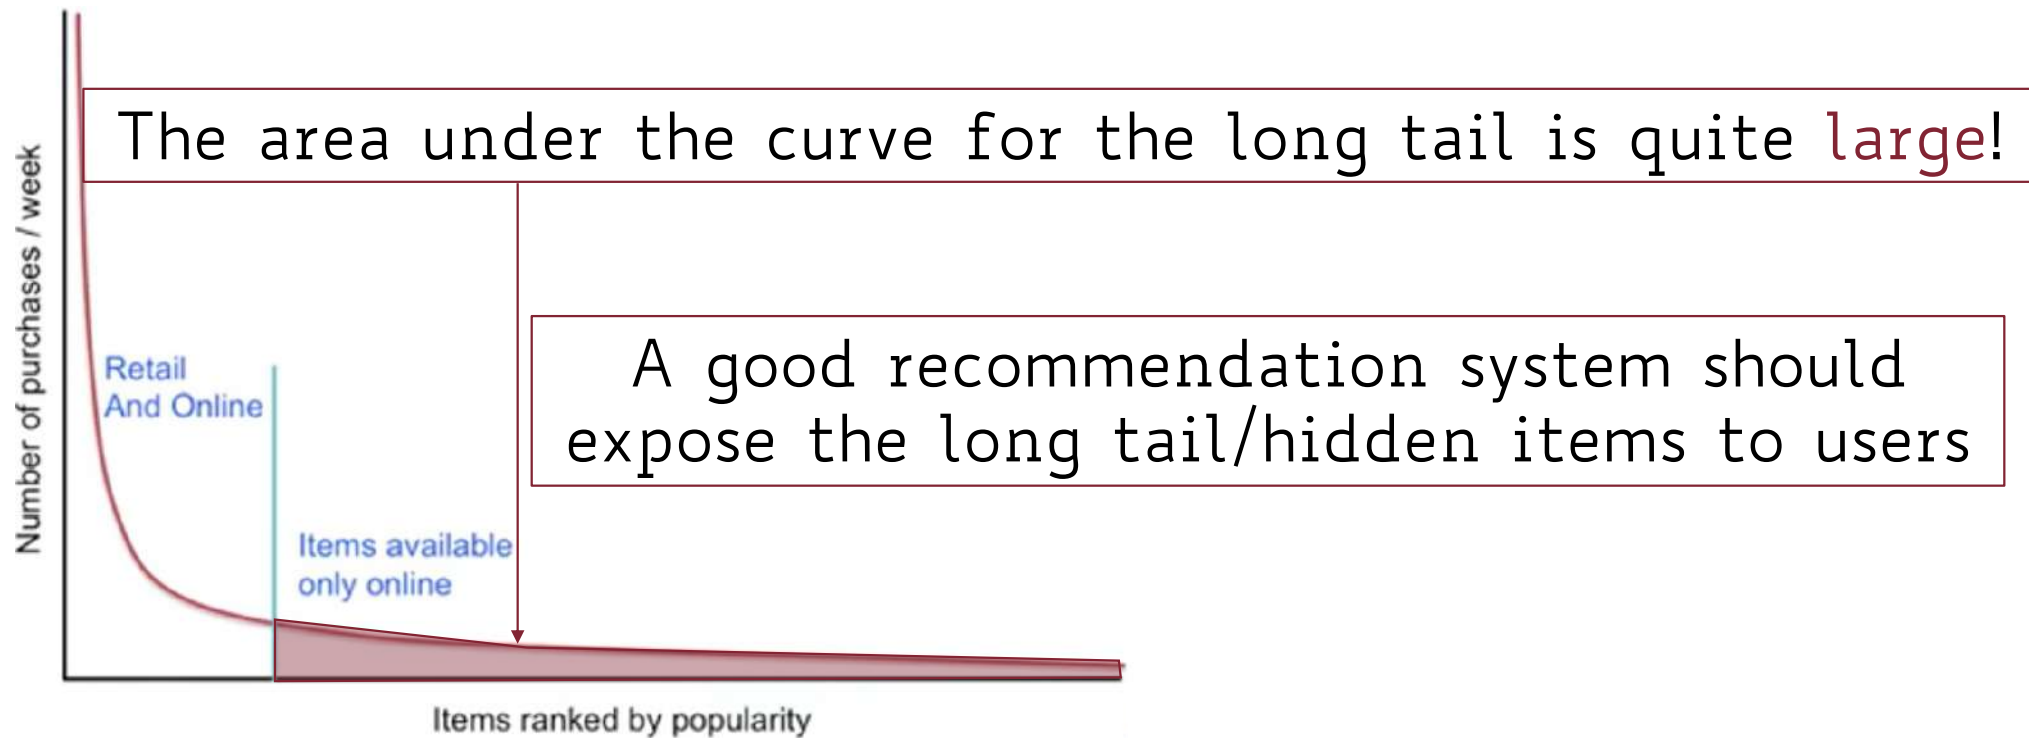 The area under the curve for the long tail is quite large!
Number of purchases / week
Retail
And Online
A good recommendation system should
expose the long tail/hidden items to users
Items available
only online
Items ranked by popularity